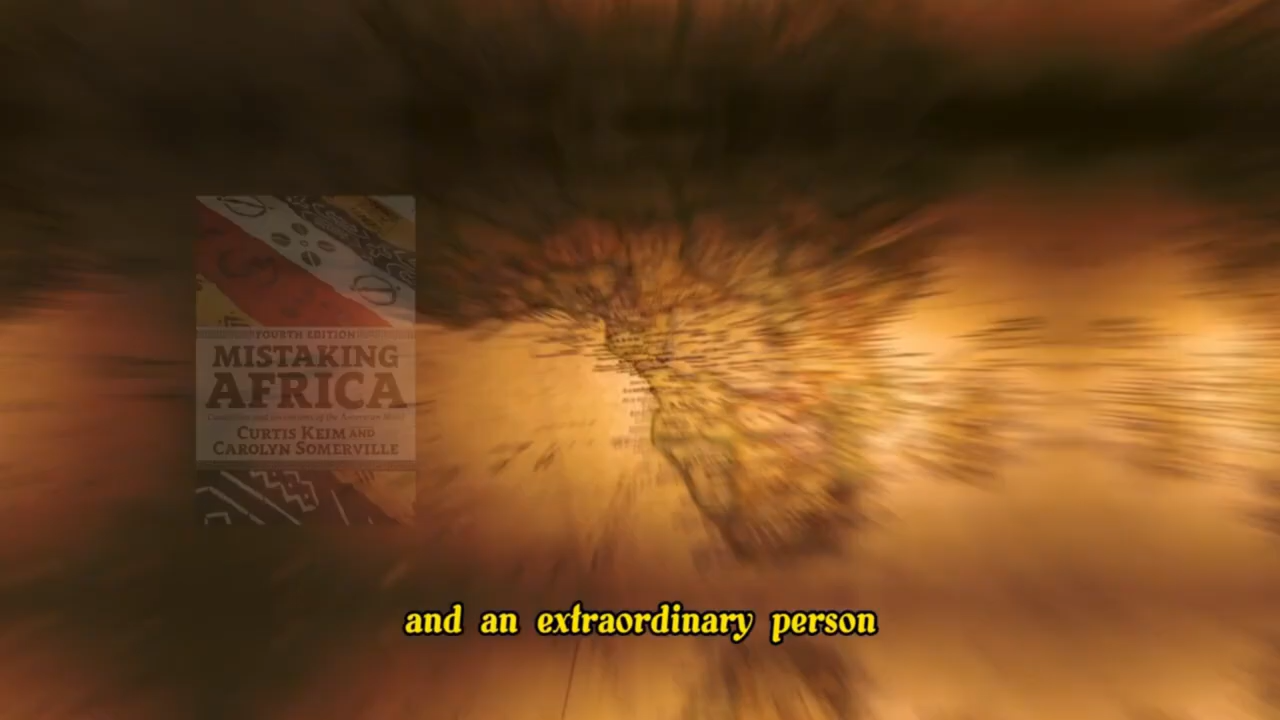 FOURTH EDITION
MISTAKING
AFRICA
CURTIS KEIM AND
CAROLYN SOMERVILLE
and an extraordinary person